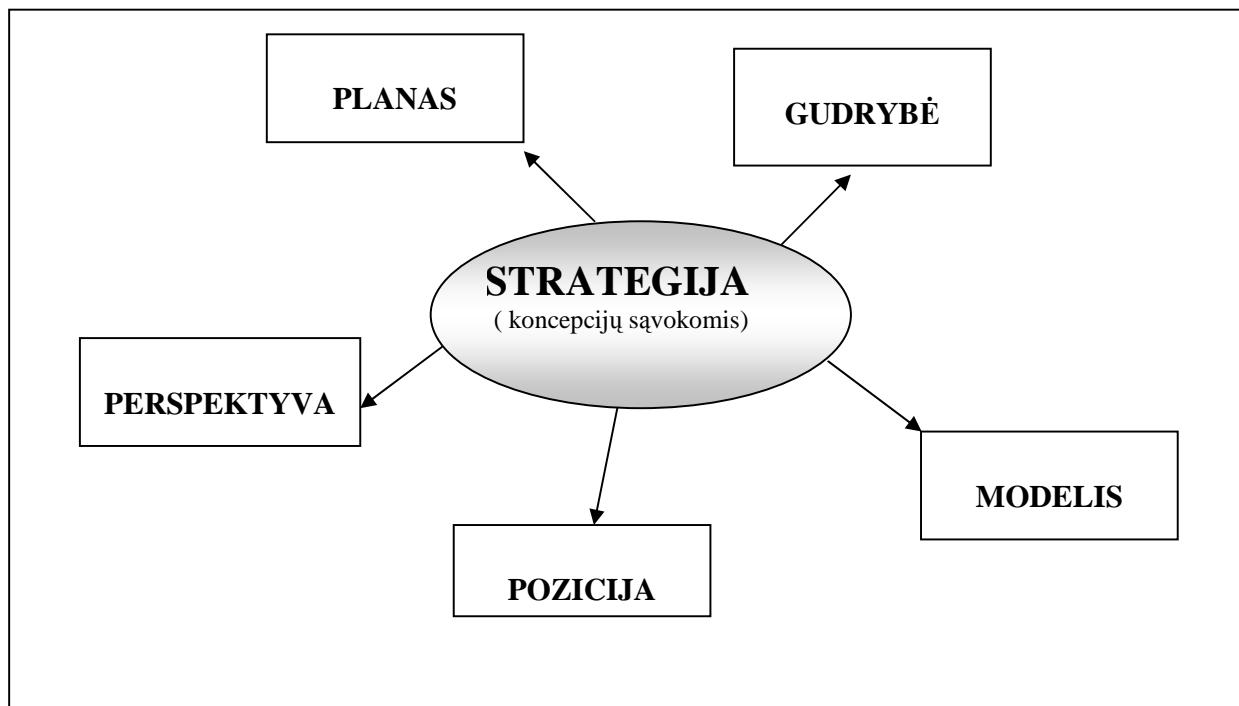 PLANAS
GUDRYBĖ
STRATEGIJA
( koncepcijų sąvokomis)
PERSPEKTYVA
MODELIS
POZICIJA